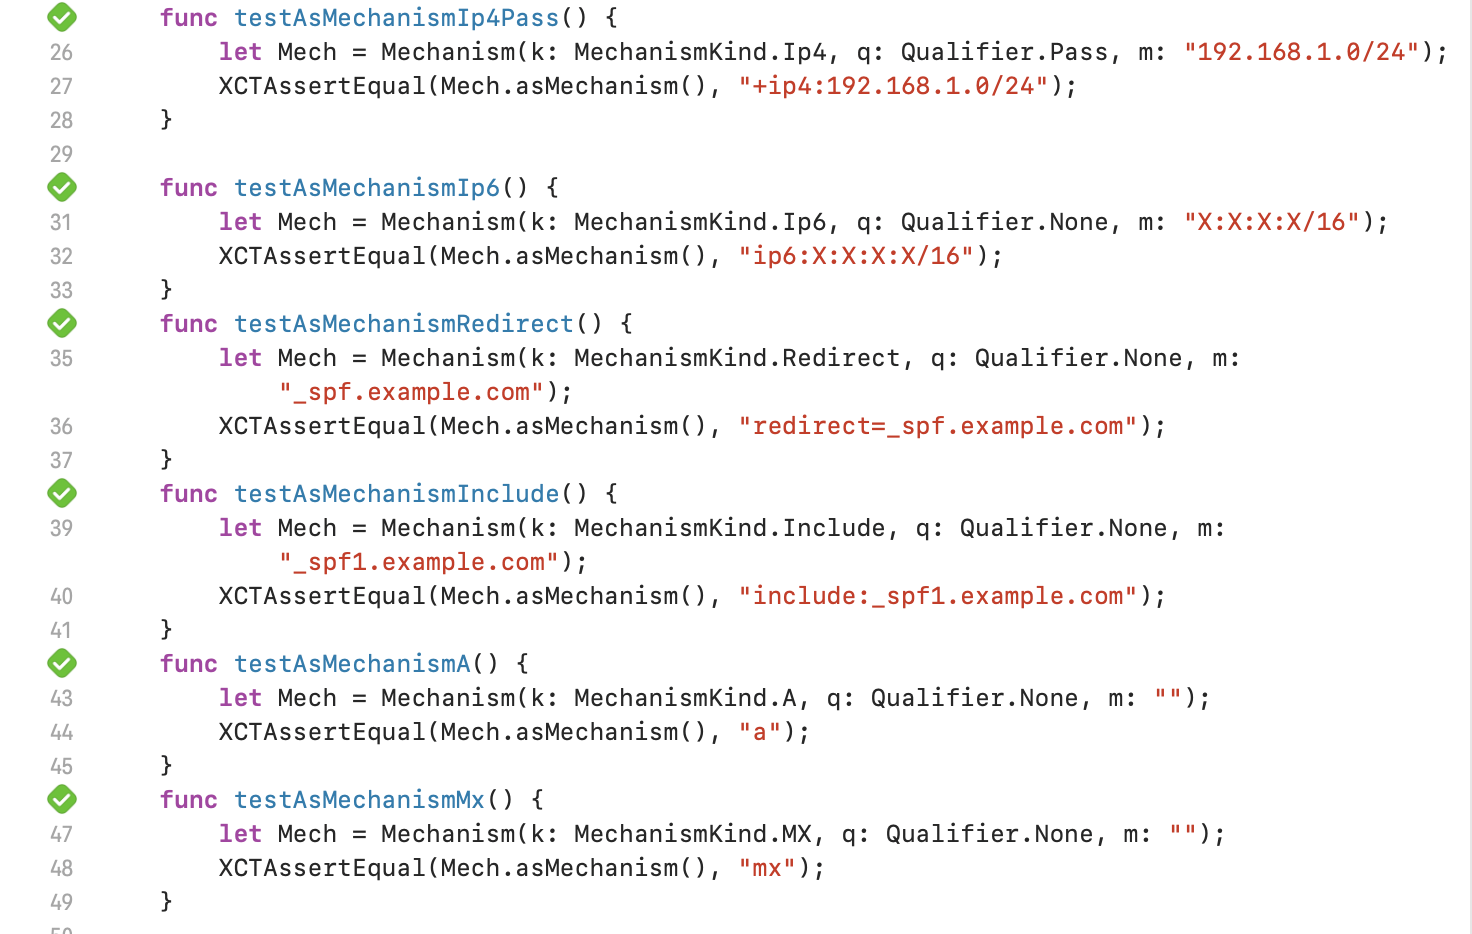 func testAsMechanismIp4Pass() {
26 let Mech = Mechanism(k: MechanismKind.Ip4, q: Qualifier.Pass, m: "192.168.1.0/24");
27 XCTAssertEqual(Mech.asMechanism(), "+ip4:192.168.1.0/24");
28 }
29
func testAsMechanismIp6() {
31 let Mech = Mechanism(k: MechanismKind.Ip6, q: Qualifier.None, m: "X:X:X:X/16");
32 XCTAssertEqual(Mech.asMechanism(), "ip6:X:X:X:X/16");
33 }
func testAsMechanismRedirect() {
35 let Mech = Mechanism(k: MechanismKind.Redirect, q: Qualifier.None, m:
"_spf.example.com");
36 XCTAssertEqual(Mech.asMechanism(), "redirect=_spf.example.com");
37 }
func testAsMechanismInclude() {
39 let Mech = Mechanism(k: MechanismKind.Include, q: Qualifier.None, m:
"_spf1.example.com");
40 XCTAssertEqual(Mech.asMechanism(), "include:_spf1.example.com");
41 }
func testAsMechanismA() {
43 let Mech = Mechanism(k: MechanismKind.A, q: Qualifier.None, m: "");
44 XCTAssertEqual(Mech.asMechanism(), "a");
45 }
func testAsMechanismMx() {
47 let Mech = Mechanism(k: MechanismKind.MX, q: Qualifier.None, m: "");
48 XCTAssertEqual(Mech.asMechanism(), "mx");
49 }
50